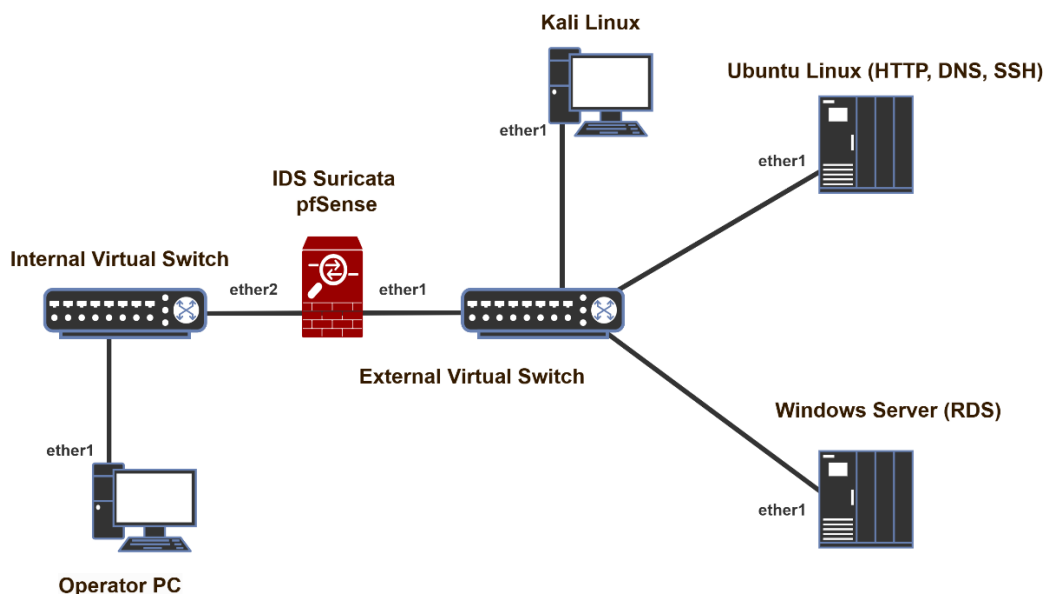 Kali Linux
Ubuntu Linux (HTTP, DNS, SSH)
ether1
ether1
IDS Suricata
pfSense
Internal Virtual Switch
ether2
ether1
External Virtual Switch
Windows Server (RDS)
ether1
ether1
Operator PC